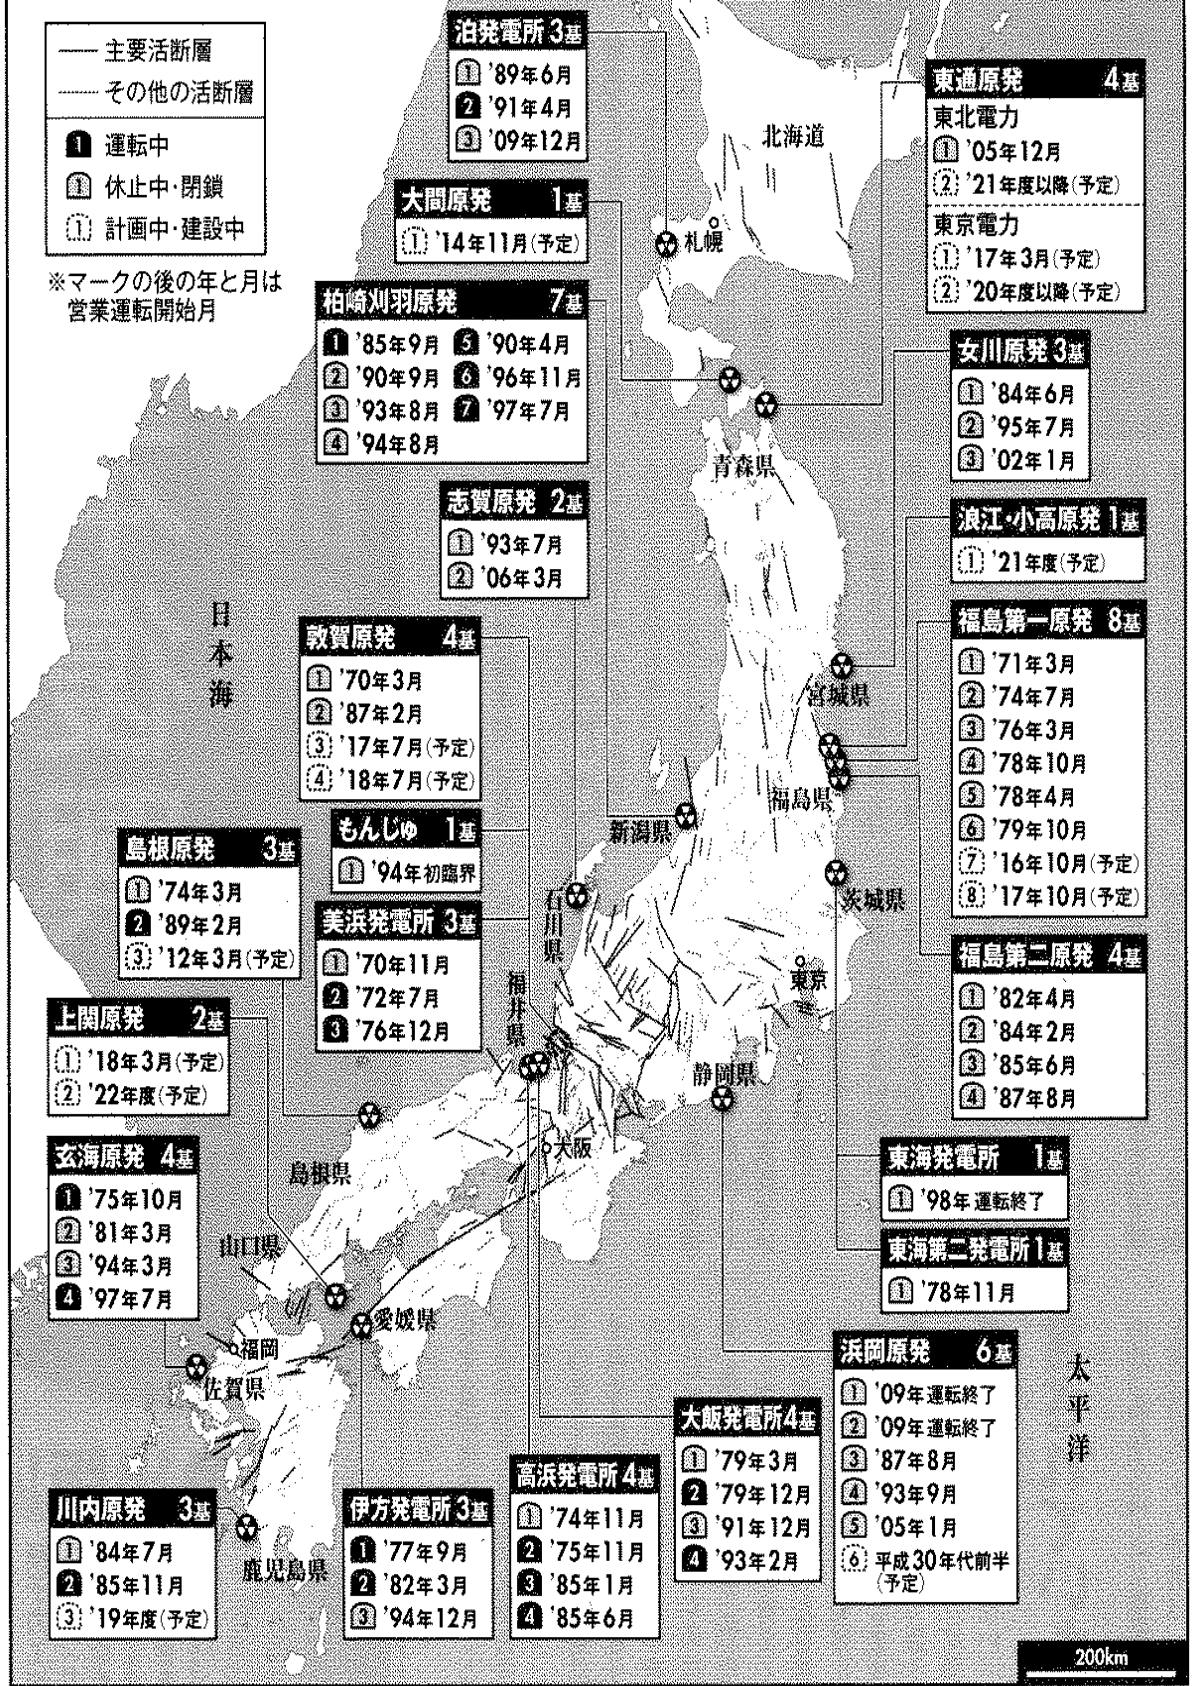 主要活断層
その他の活断層
1 運転中
1 休止中・閉鎖
1 計画中・建設中
※マークの後の年と月は
営業運転開始月
泊発電所 3基
1 '89年6月
2 '91年4月
3 '09年12月
大間原発 1基
1 '14年11月(予定)
柏崎刈羽原発 7基
1 '85年9月 5 '90年4月
2 '90年9月 6 '96年11月
3 '93年8月 7 '97年7月
4 '94年8月
志賀原発 2基
1 '93年7月
2 '06年3月
敦賀原発 4基
1 '70年3月
2 '87年2月
3 '17年7月(予定)
4 '18年7月(予定)
もんじゅ 1基
1 '94年初臨界
美浜発電所 3基
1 '70年11月
2 '72年7月
3 '76年12月
島根原発 3基
1 '74年3月
2 '89年2月
3 '12年3月(予定)
上関原発 2基
1 '18年3月(予定)
2 '22年度(予定)
玄海原発 4基
1 '75年10月
2 '81年3月
3 '94年3月
4 '97年7月
川内原発 3基
1 '84年7月
2 '85年11月
3 '19年度(予定)
伊方発電所 3基
1 '77年9月
2 '82年3月
3 '94年12月
高浜発電所 4基
1 '74年11月
2 '75年11月
3 '85年1月
4 '85年6月
大飯発電所 4基
1 '79年3月
2 '79年12月
3 '91年12月
4 '93年2月
東通原発 4基
東北電力
1 '05年12月
2 '21年度以降(予定)
東京電力
1 '17年3月(予定)
2 '20年度以降(予定)
女川原発 3基
1 '84年6月
2 '95年7月
3 '02年1月
浪江・小高原発 1基
1 '21年度(予定)
福島第一原発 8基
1 '71年3月
2 '74年7月
3 '76年3月
4 '78年10月
5 '78年4月
6 '79年10月
7 '16年10月(予定)
8 '17年10月(予定)
福島第二原発 4基
1 '82年4月
2 '84年2月
3 '85年6月
4 '87年8月
東海発電所 1基
1 '98年 運転終了
東海第二発電所 1基
1 '78年11月
浜岡原発 6基
1 '09年 運転終了
2 '09年 運転終了
3 '87年8月
4 '93年9月
5 '05年1月
6 平成30年代前半
(予定)
北海道
札幌
青森県
宮城県
福島県
新潟県
茨城県
石川県
東京
福井県
静岡県
大阪
島根県
山口県
愛媛県
福岡
佐賀県
鹿児島県
日本海
太平洋
200km